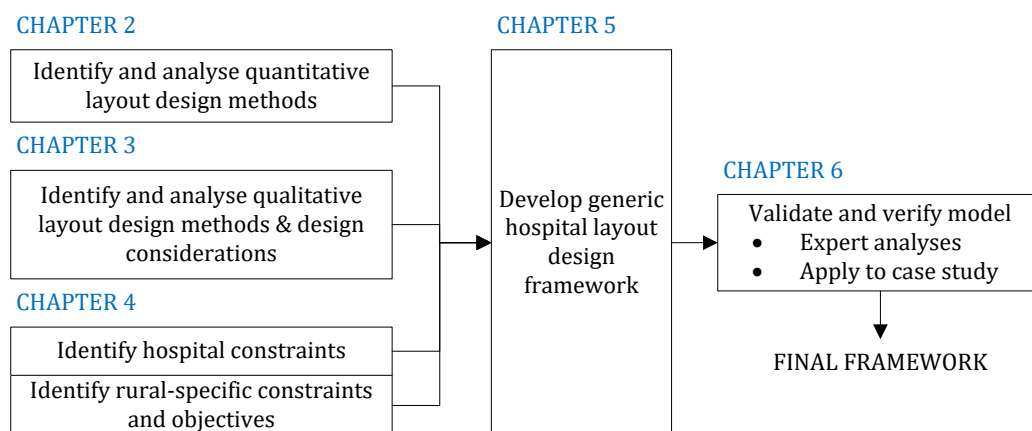 CHAPTER 2
Identify and analyse quantitative
layout design methods
CHAPTER 3
Identify and analyse qualitative
layout design methods & design
considerations
CHAPTER 4
Identify hospital constraints
Identify rural-specific constraints
and objectives
CHAPTER 5
Develop generic
hospital layout
design
framework
CHAPTER 6
Validate and verify model
• Expert analyses
• Apply to case study
FINAL FRAMEWORK